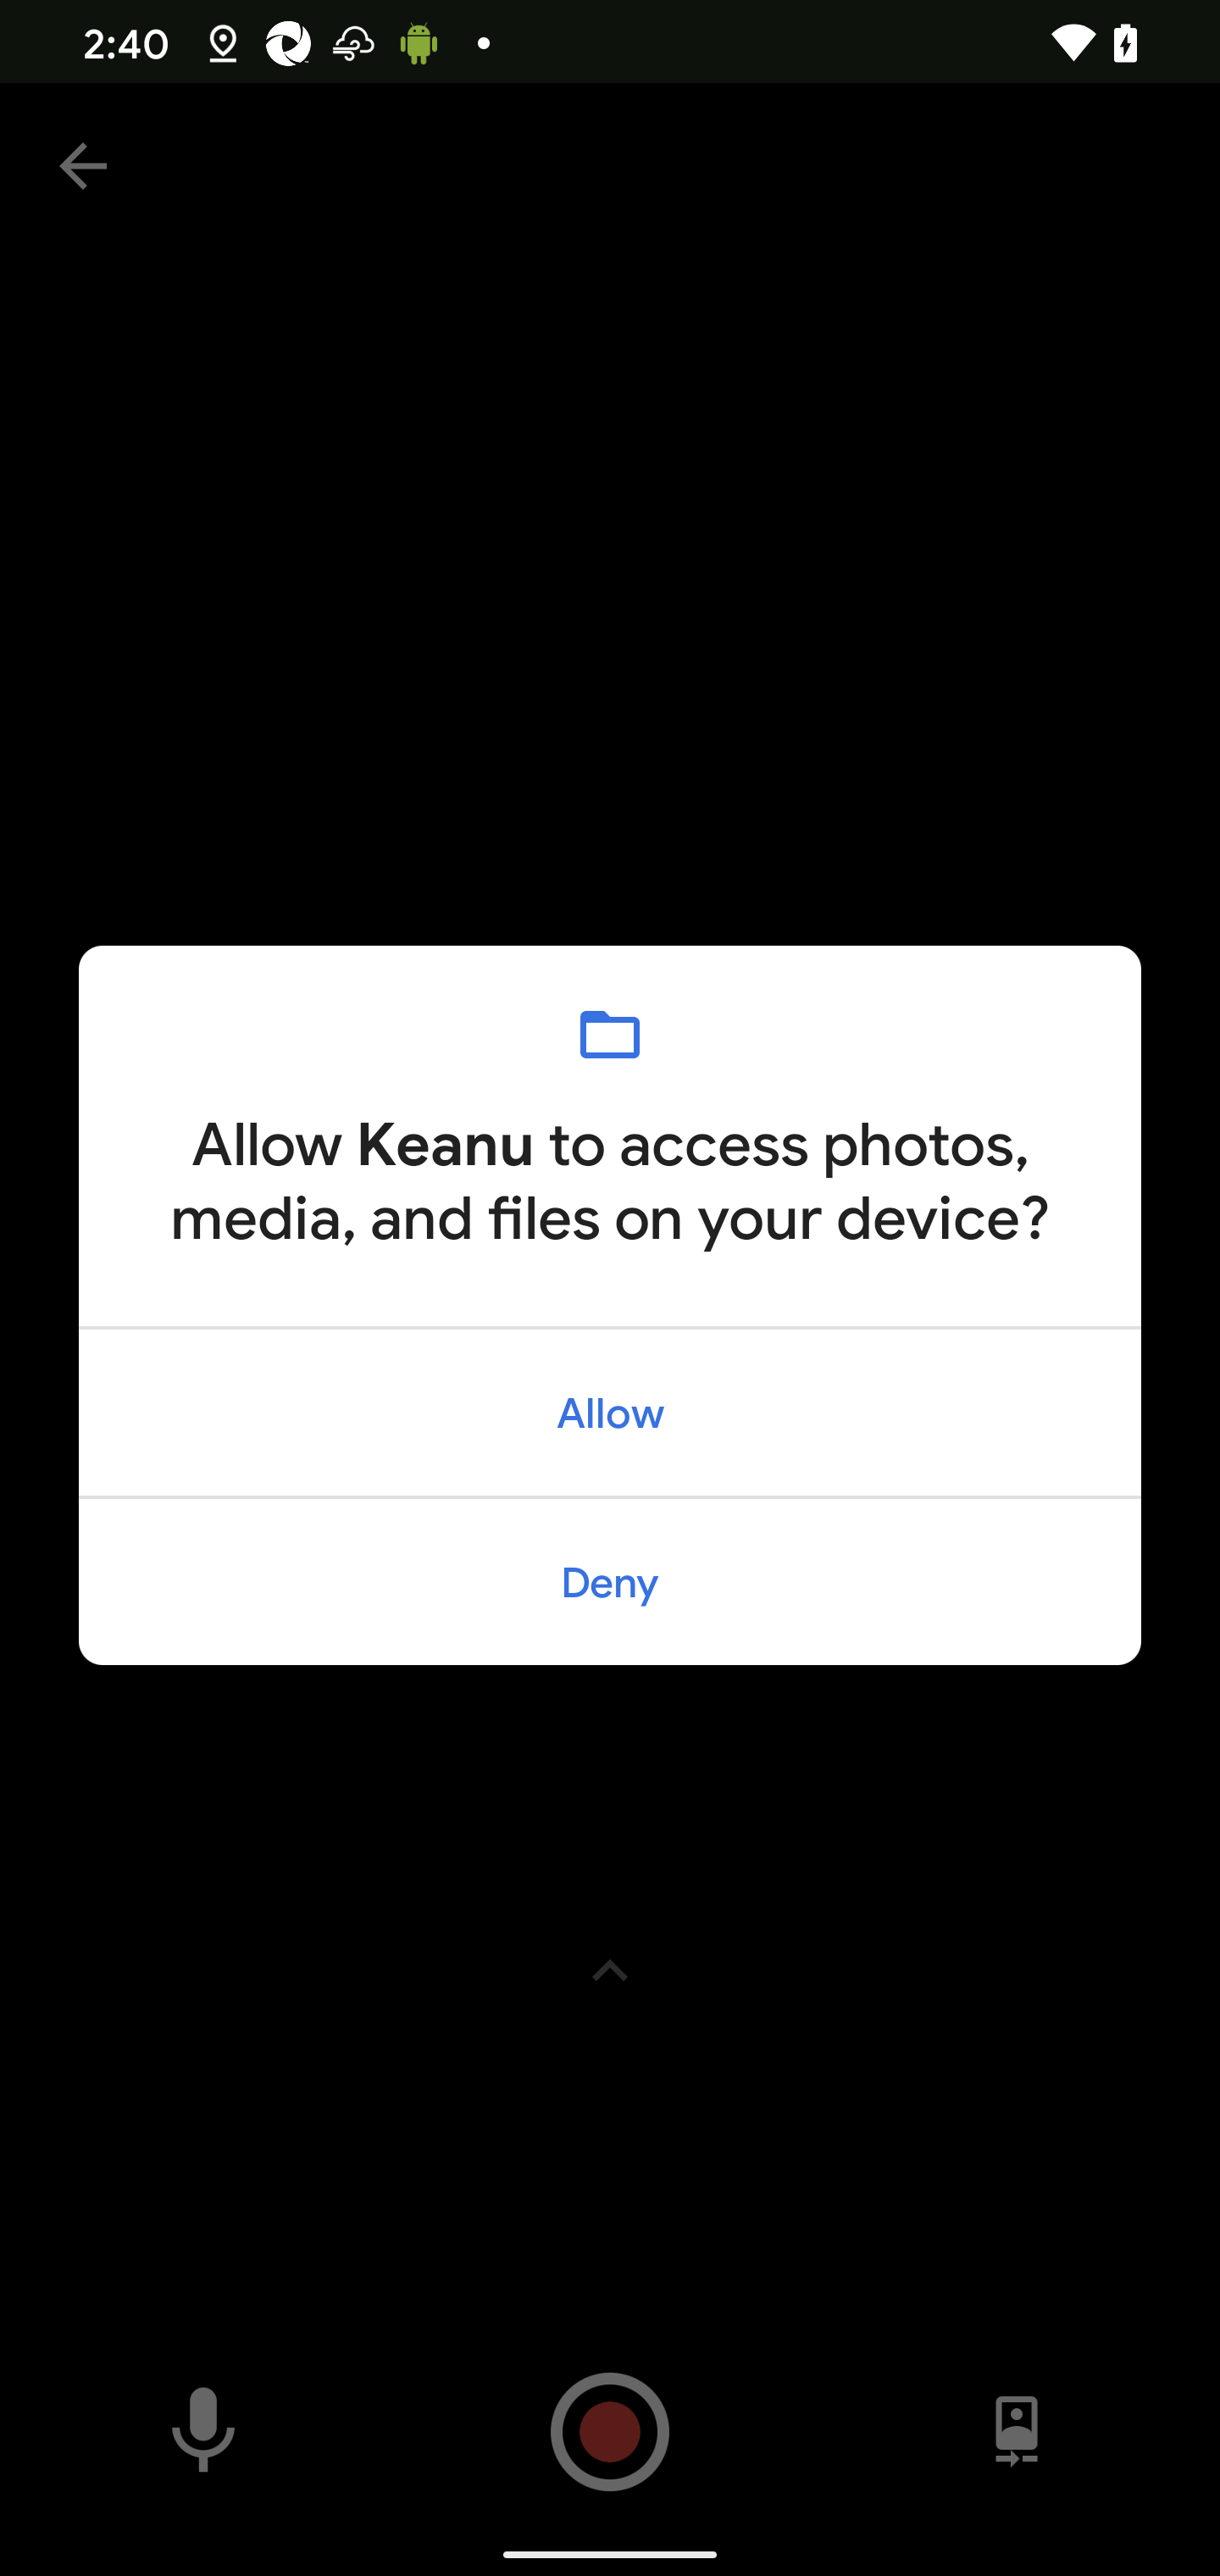 2:40
Allow Keanu to access photos,
media, and files on your device?
Allow
Deny